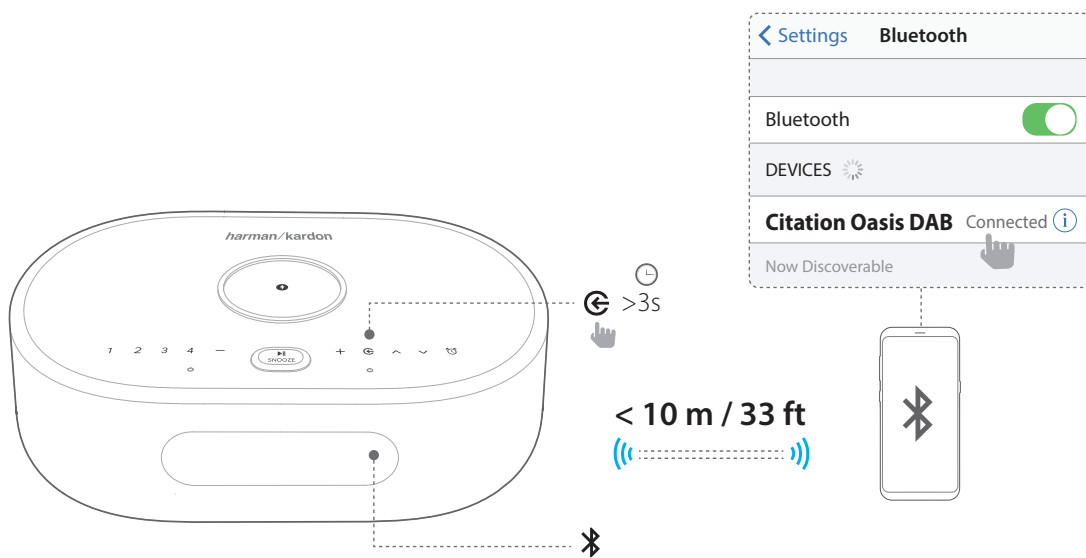 Settings Bluetooth
Bluetooth
DEVICES
Citation Oasis DAB Connected i
Now Discoverable
harman/kardon
>3s
1 2 3 4 − SNOOZE +
< 10 m / 33 ft